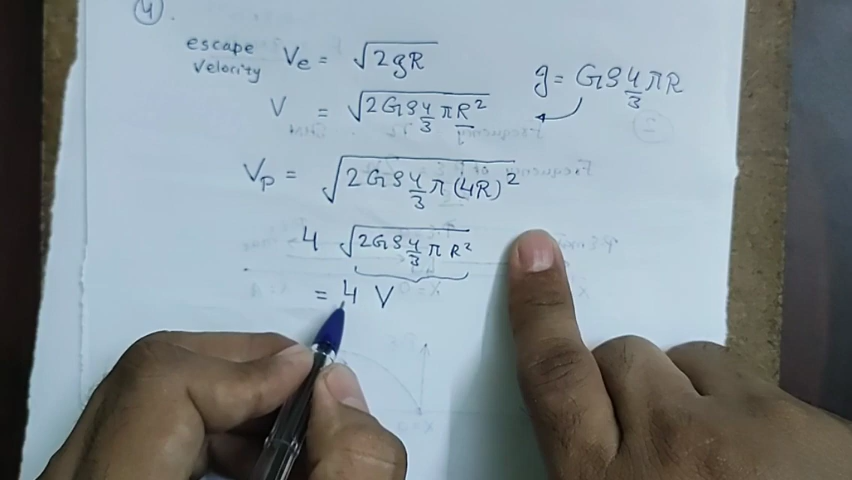 4.
escape velocity Ve = √2gR
g = Gρ 4/3 πR
V = √2Gρ 4/3 πR²
Vp = √2Gρ 4/3 π(4R)²
4 √2Gρ 4/3 πR²
= 4 V